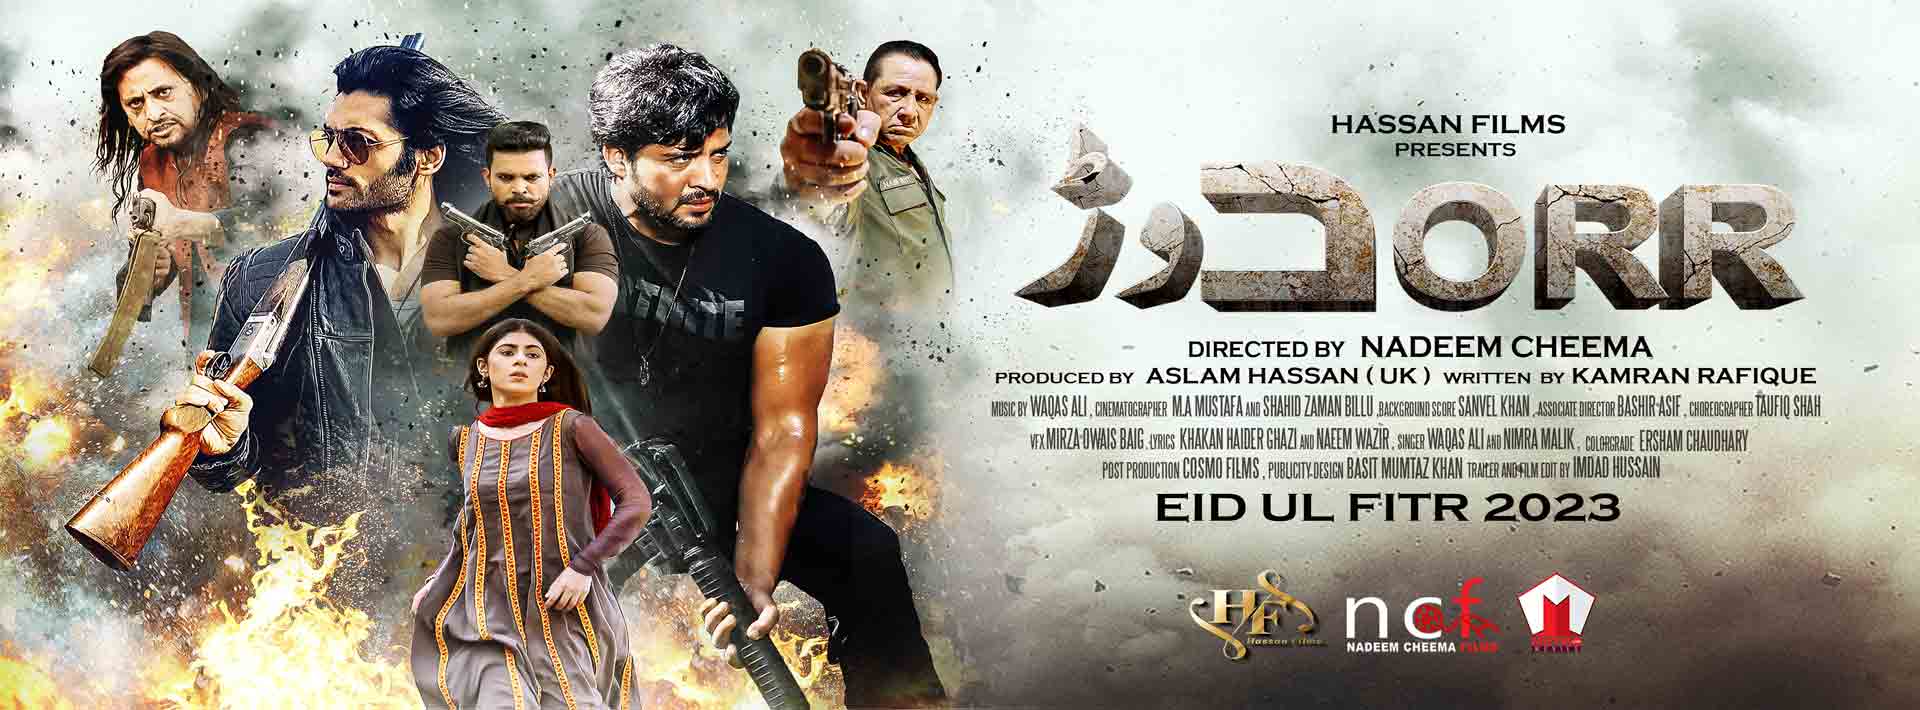 HASSAN FILMS
PRESENTS
دوڑ DORR
DIRECTED BY NADEEM CHEEMA
PRODUCED BY ASLAM HASSAN ( UK ) WRITTEN BY KAMRAN RAFIQUE
MUSIC BY WAQAS ALI , CINEMATOGRAPHER M.A MUSTAFA AND SHAHID ZAMAN BILLU ,BACKGROUND SCORE SANVEL KHAN , ASSOCIATE DIRECTOR BASHIR ASIF , CHOREOGRAPHER TAUFIQ SHAH
VFX MIRZA OWAIS BAIG , LYRICS KHAKAN HAIDER GHAZI AND NAEEM WAZIR , SINGER WAQAS ALI AND NIMRA MALIK , COLORGRADE ERSHAM CHAUDHARY
POST PRODUCTION COSMO FILMS , PUBLICITY DESIGN BASIT MUMTAZ KHAN TRAILER AND FILM EDIT BY IMDAD HUSSAIN
EID UL FITR 2023
HF
Hassan Films
ncf
NADEEM CHEEMA FILMS
M